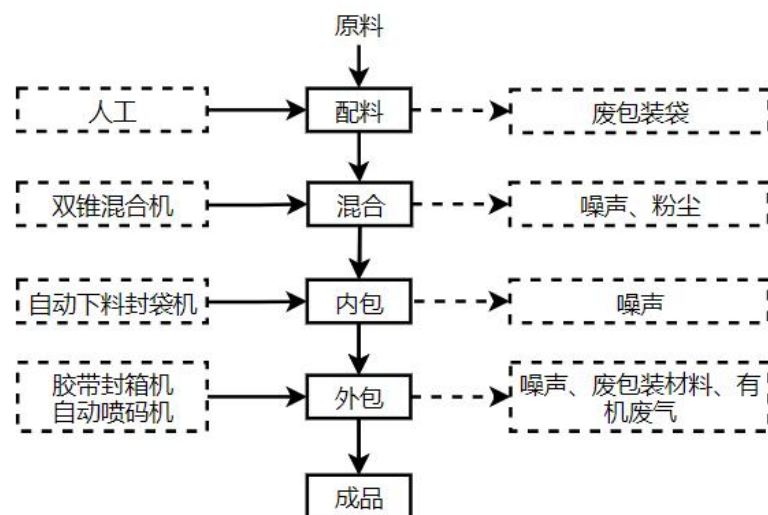 原料
人工
配料
废包装袋
双锥混合机
混合
噪声、粉尘
自动下料封袋机
内包
噪声
胶带封箱机
自动喷码机
外包
噪声、废包装材料、有
机废气
成品